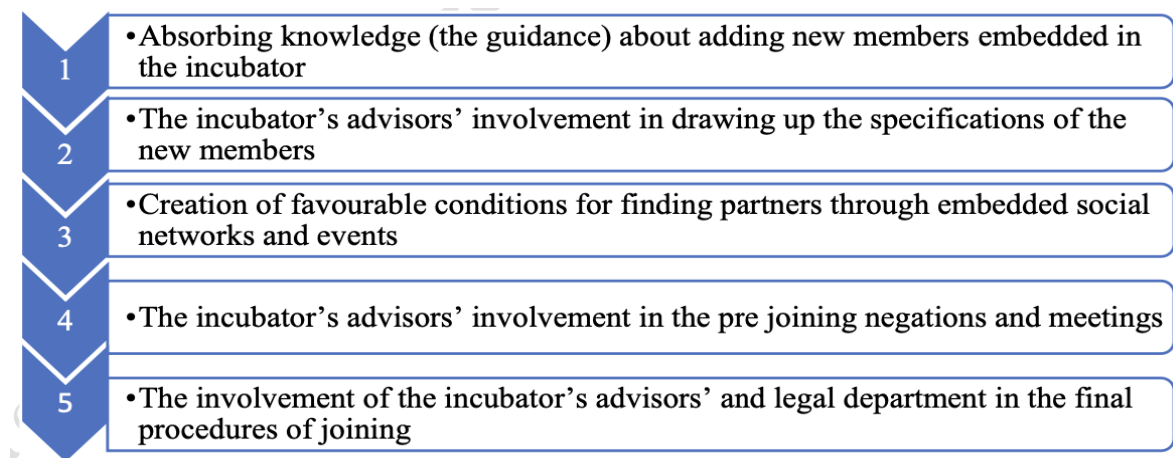 •Absorbing knowledge (the guidance) about adding new members embedded in
1
the incubator
•The incubator's advisors' involvement in drawing up the specifications of the
2
new members
•Creation of favourable conditions for finding partners through embedded social
3
networks and events
4
•The incubator's advisors' involvement in the pre joining negations and meetings
5
•The involvement of the incubator's advisors' and legal department in the final
procedures of joining